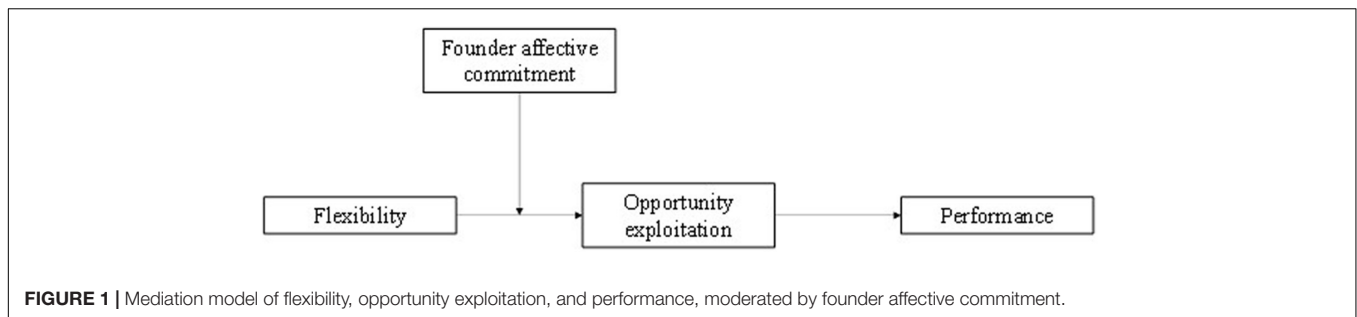 Founder affective
commitment
Flexibility
Opportunity
exploitation
Performance
FIGURE 1 | Mediation model of flexibility, opportunity exploitation, and performance, moderated by founder affective commitment.